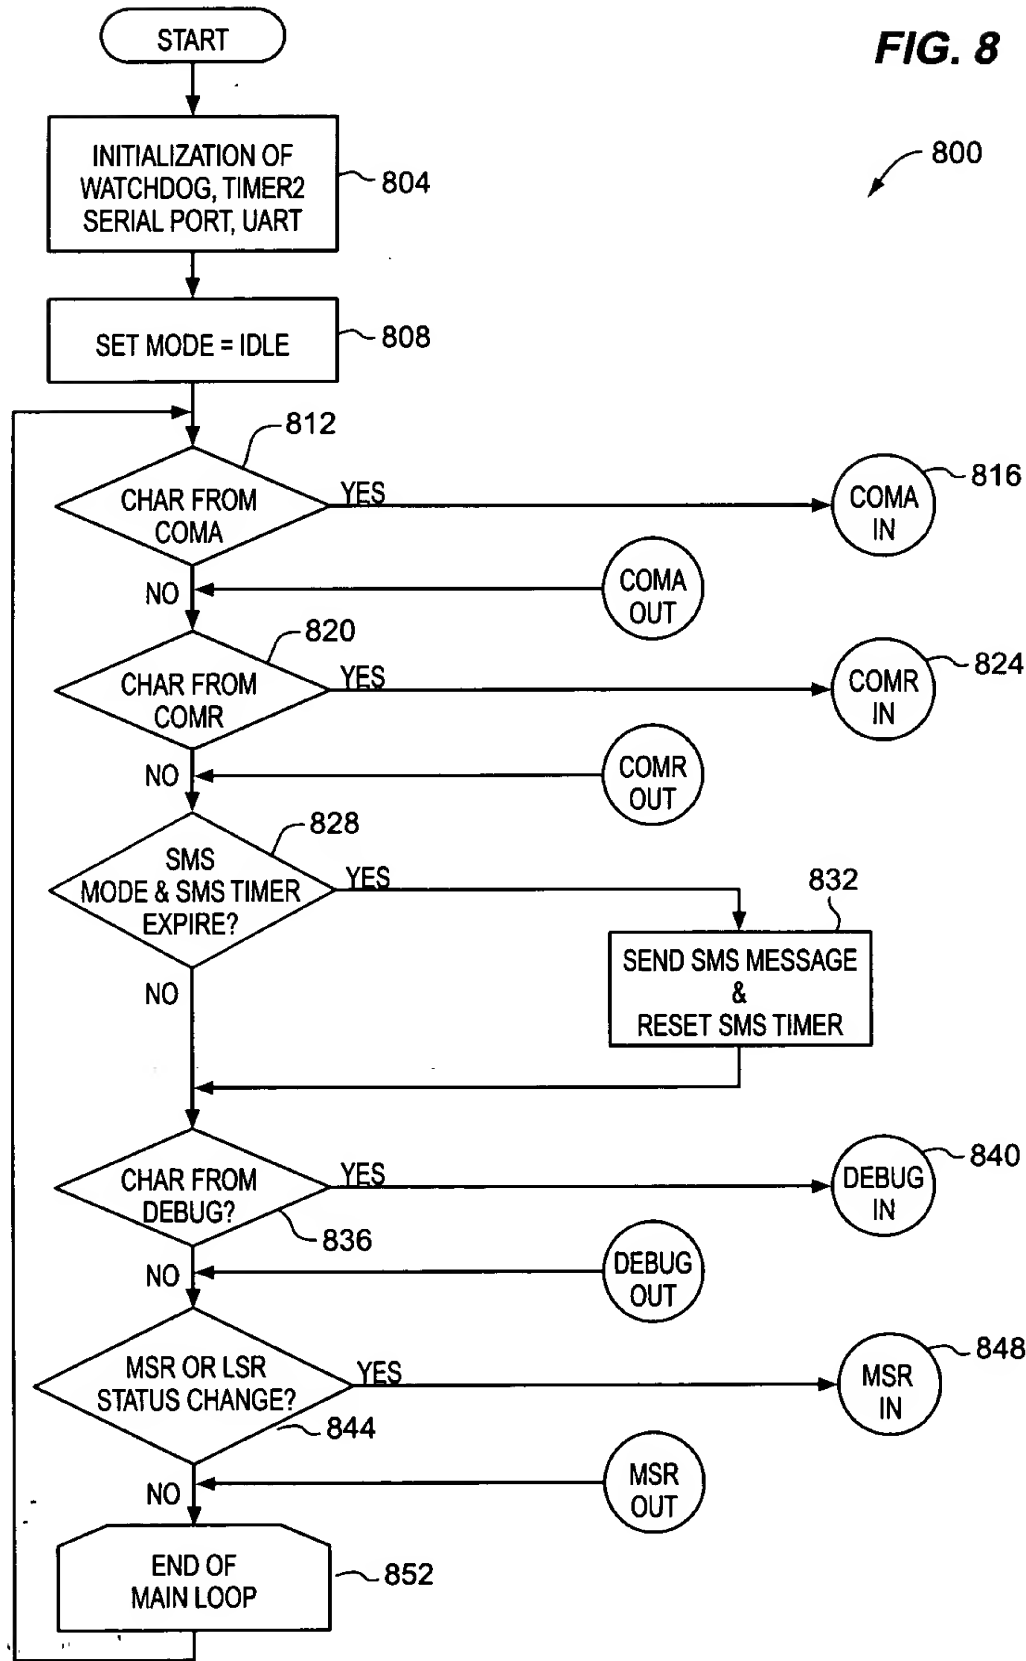 START
FIG. 8
800
INITIALIZATION OF
WATCHDOG, TIMER2
SERIAL PORT, UART
804
SET MODE = IDLE
808
812
CHAR FROM
COMA
YES
COMA
IN
816
NO
COMA
OUT
820
CHAR FROM
COMR
YES
COMR
IN
824
NO
COMR
OUT
828
SMS
MODE & SMS TIMER
EXPIRE?
YES
832
SEND SMS MESSAGE
&
RESET SMS TIMER
NO
CHAR FROM
DEBUG?
836
YES
DEBUG
IN
840
NO
DEBUG
OUT
MSR OR LSR
STATUS CHANGE?
844
YES
MSR
IN
848
NO
MSR
OUT
END OF
MAIN LOOP
852